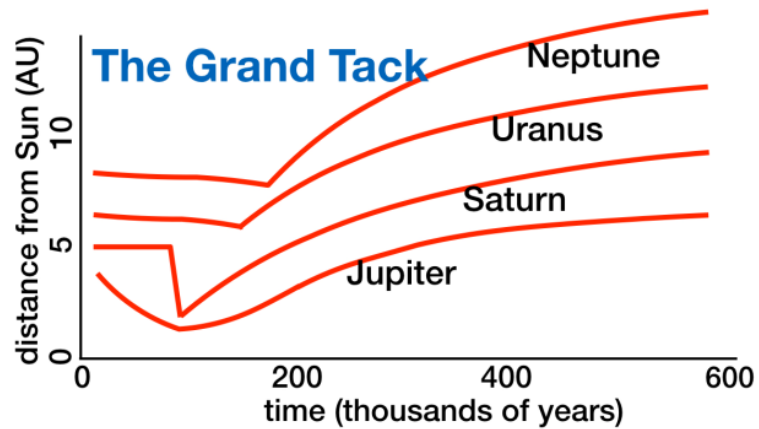 The Grand Tack
Neptune
Uranus
Saturn
Jupiter
distance from Sun (AU)
10
5
0
0 200 400 600
time (thousands of years)